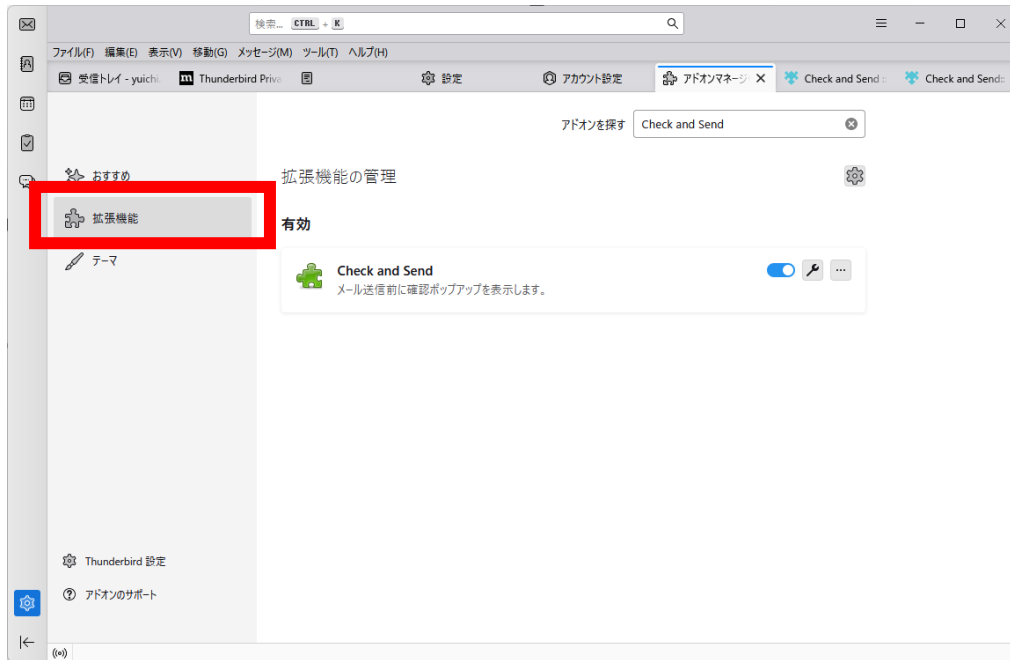 検索... CTRL + K
ファイル(F) 編集(E) 表示(V) 移動(G) メッセージ(M) ツール(T) ヘルプ(H)
受信トレイ - yuichi. m Thunderbird Priva 設定 アカウント設定 アドオンマネージ Check and Send : Check and Send::
アドオンを探す Check and Send
おすすめ
拡張機能の管理
拡張機能
有効
テーマ
Check and Send
メール送信前に確認ポップアップを表示します。
Thunderbird 設定
アドオンのサポート